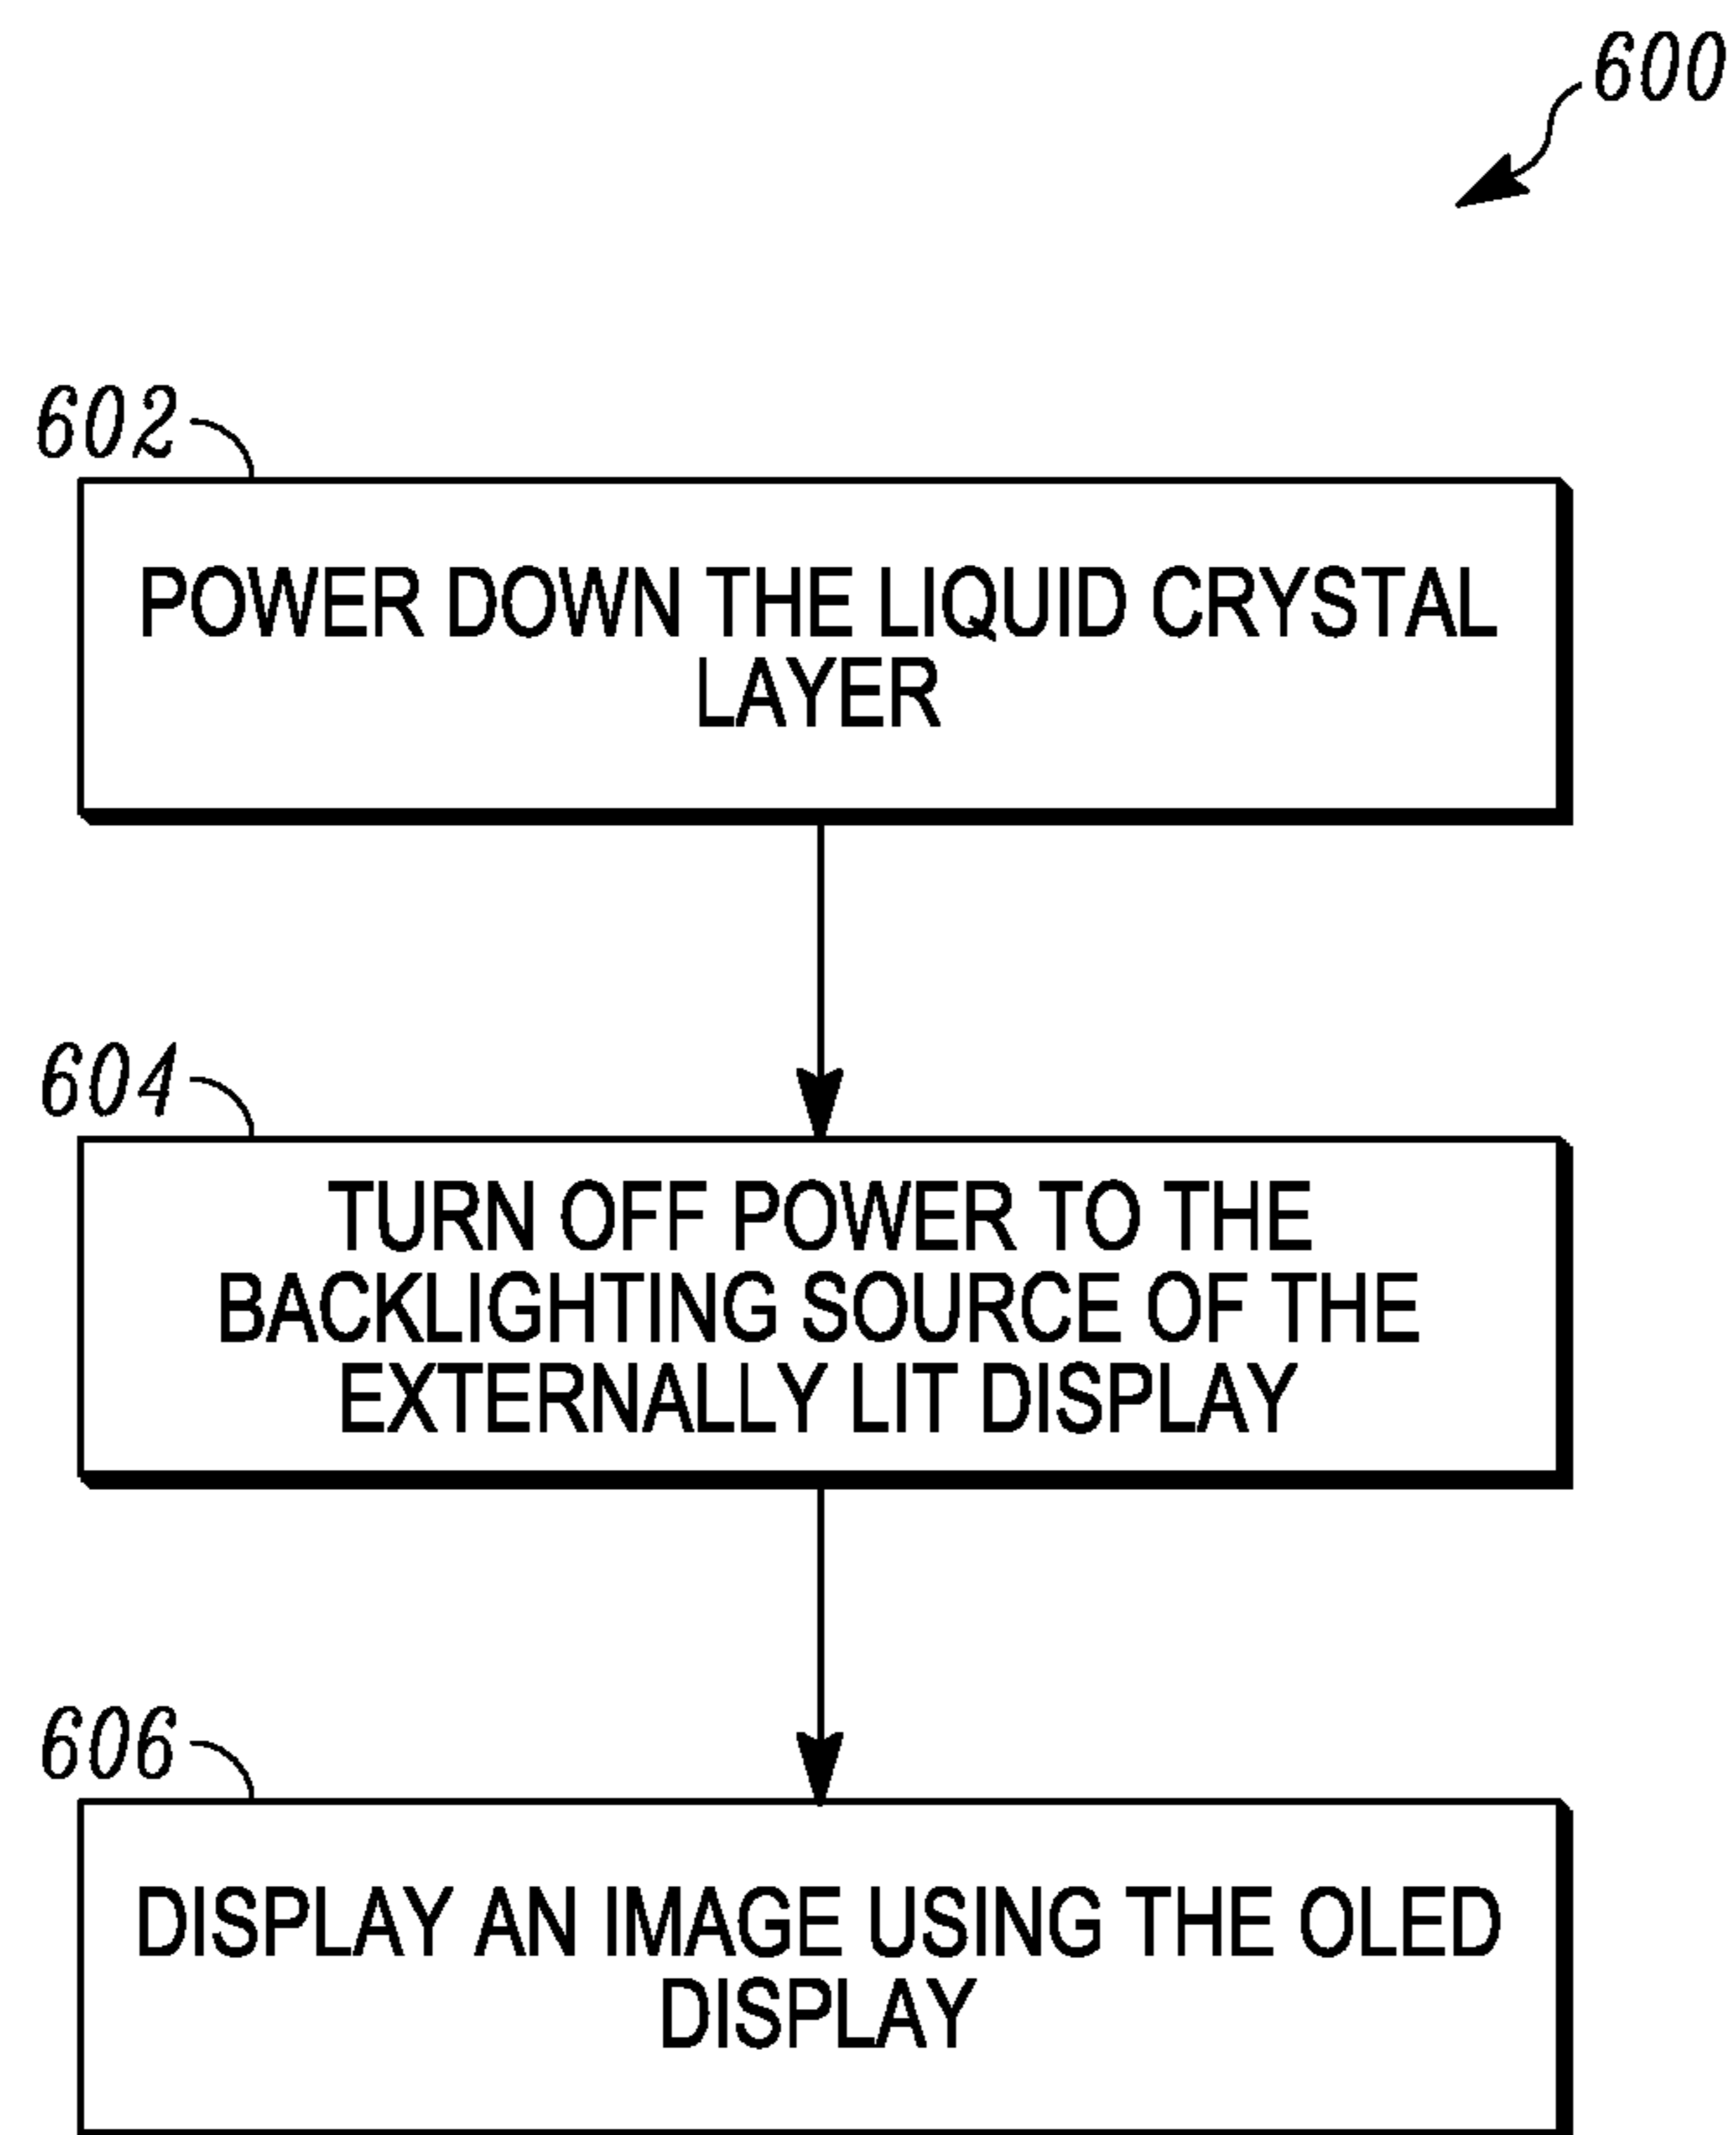 600
602
POWER DOWN THE LIQUID CRYSTAL
LAYER
604
TURN OFF POWER TO THE
BACKLIGHTING SOURCE OF THE
EXTERNALLY LIT DISPLAY
606
DISPLAY AN IMAGE USING THE OLED
DISPLAY